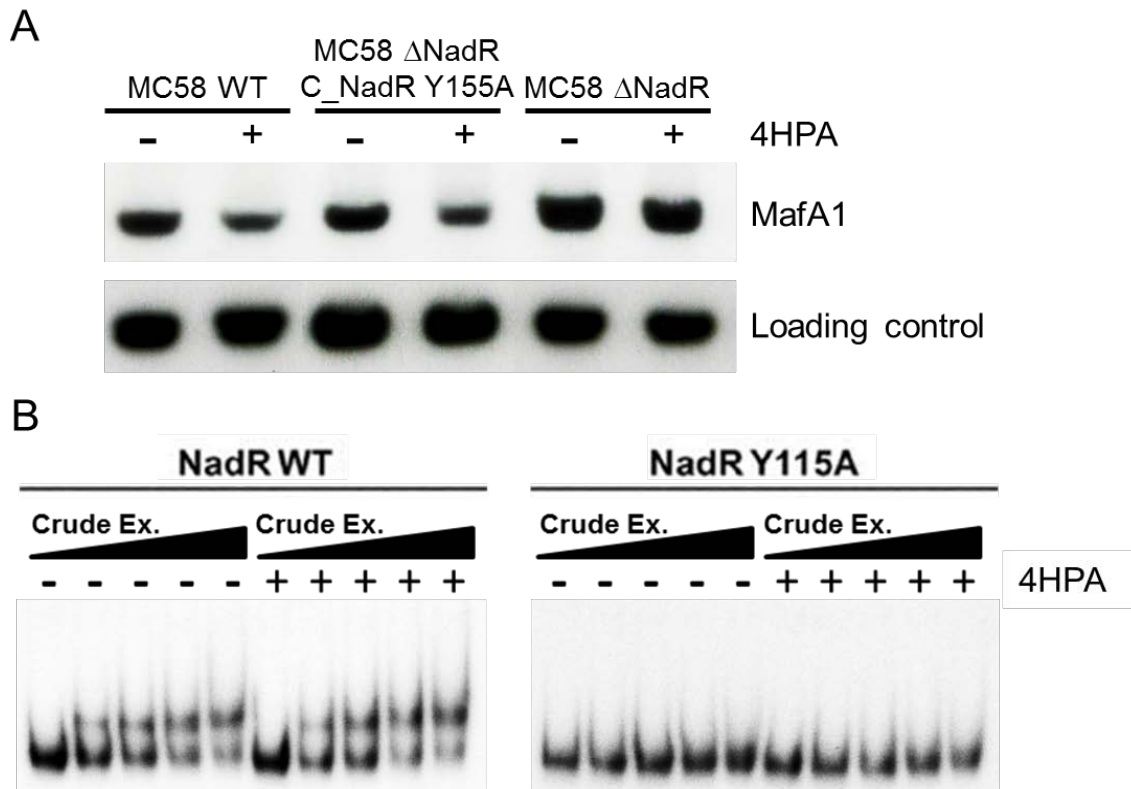 A
MC58 ΔNadR
MC58 WT C_NadR Y155A MC58 ΔNadR
- + - + - + 4HPA
MafA1
Loading control
B
NadR WT NadR Y115A
Crude Ex. Crude Ex. Crude Ex. Crude Ex.
- - - - - + + + + + - - - - - + + + + + 4HPA